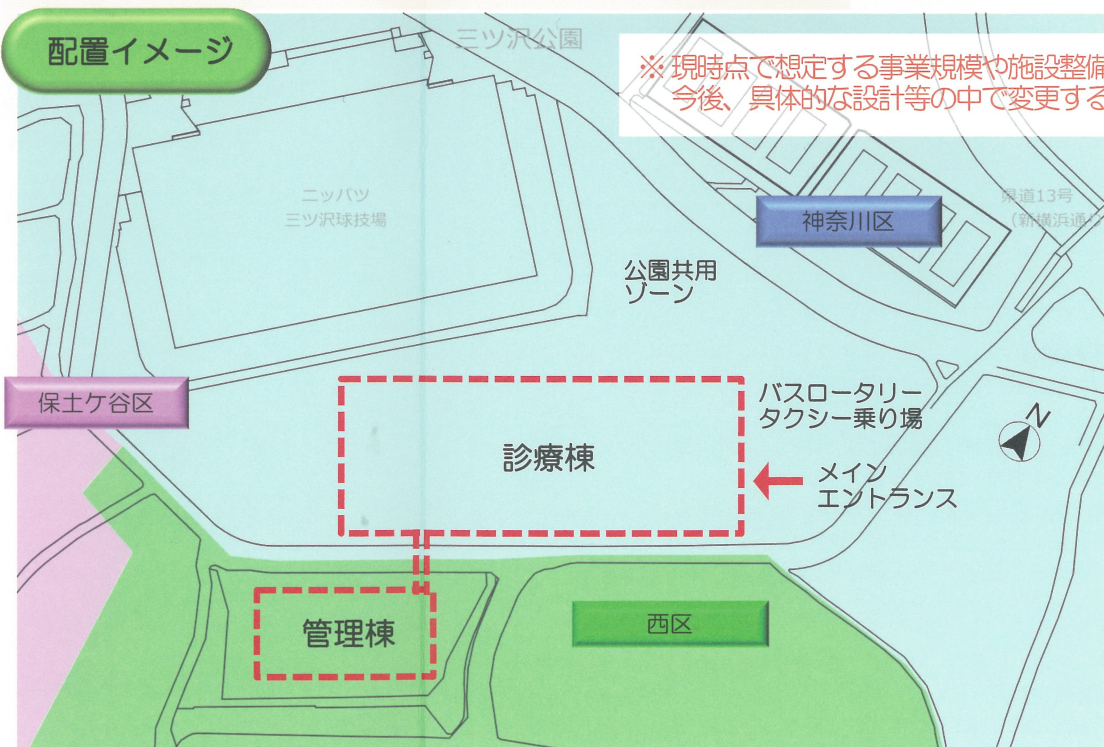 配置イメージ
三ツ沢公園
※ 現時点で想定する事業規模や施設整備
今後、具体的な設計等の中で変更する
ニッパツ
三ツ沢球技場
神奈川区
県道13号
（新横浜通り
公園共用
ゾーン
保土ケ谷区
バスロータリー
タクシー乗り場
N
診療棟
メイン
エントランス
管理棟
西区